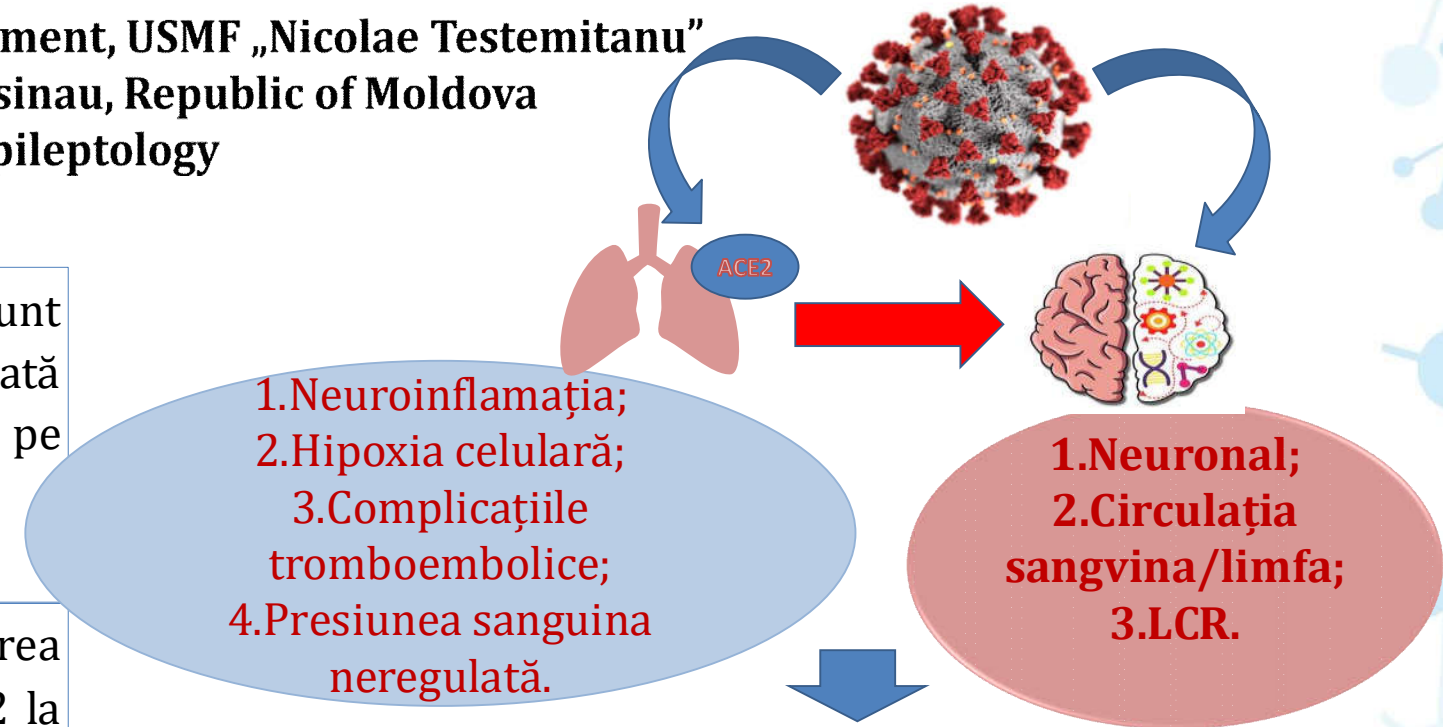 ment, USMF „Nicolae Testemitanu”
sinau, Republic of Moldova
pileptology
ACE2
unt
ată
pe
1.Neuroinflamația;
2.Hipoxia celulară;
3.Complicațiile
tromboembolice;
4.Presiunea sanguina
neregulată.
1.Neuronal;
2.Circulația
sangvina/limfa;
3.LCR.
rea
2 la